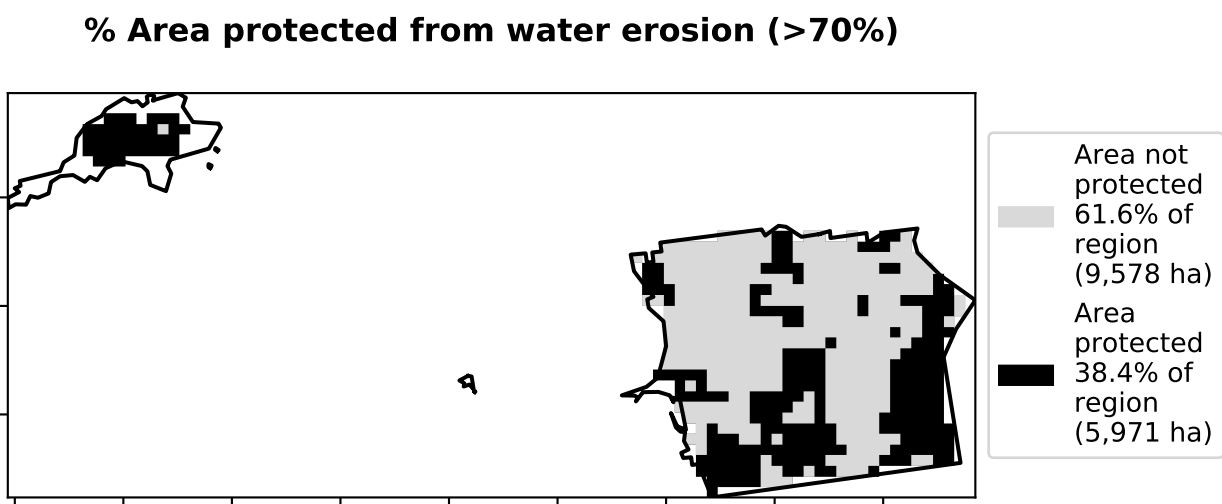 % Area protected from water erosion (>70%)
Area not
protected
61.6% of
region
(9,578 ha)
Area
protected
38.4% of
region
(5,971 ha)